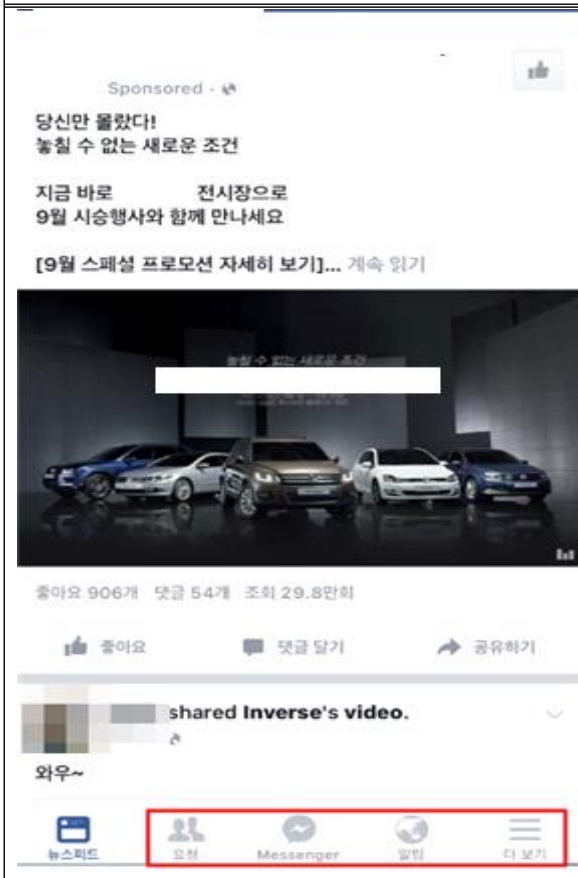 Sponsored ·
당신만 몰랐다!
놓칠 수 없는 새로운 조건
지금 바로 전시장으로
9월 시승행사와 함께 만나세요
[9월 스페셜 프로모션 자세히 보기]... 계속 읽기
놓칠 수 없는 새로운 조건
좋아요 906개 댓글 54개 조회 29.8만회
좋아요 댓글 달기 공유하기
shared Inverse's video.
와우~
뉴스피드 요청 Messenger 알림 더 보기